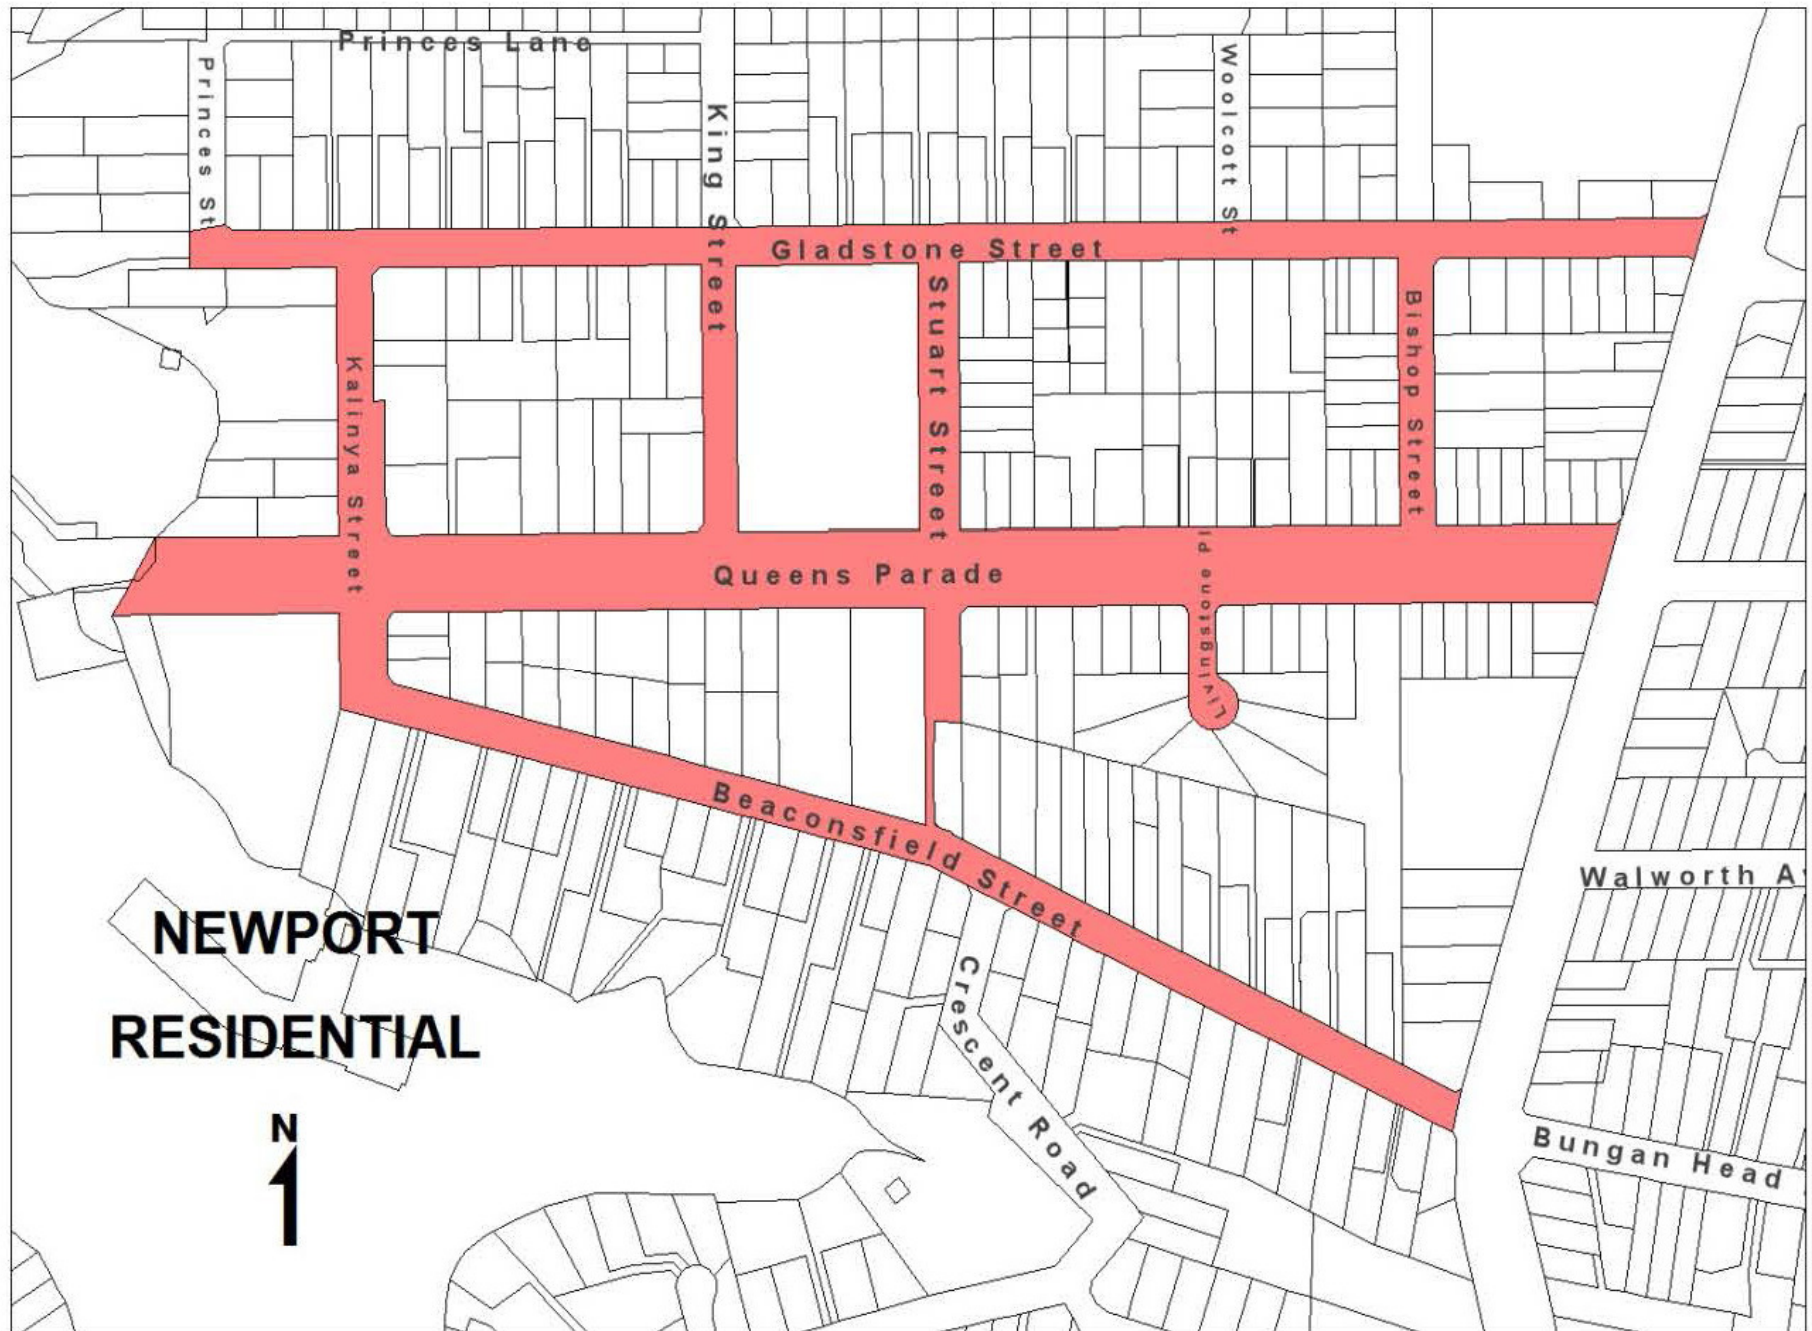 Princes Lane
Princes St
King Street
Woolcott St
Gladstone Street
Stuart Street
Bishop Street
Kalinya Street
Queens Parade
Livingstone Pl
Beaconsfield Street
Walworth A
NEWPORT
RESIDENTIAL
Crescent Road
N
Bungan Head